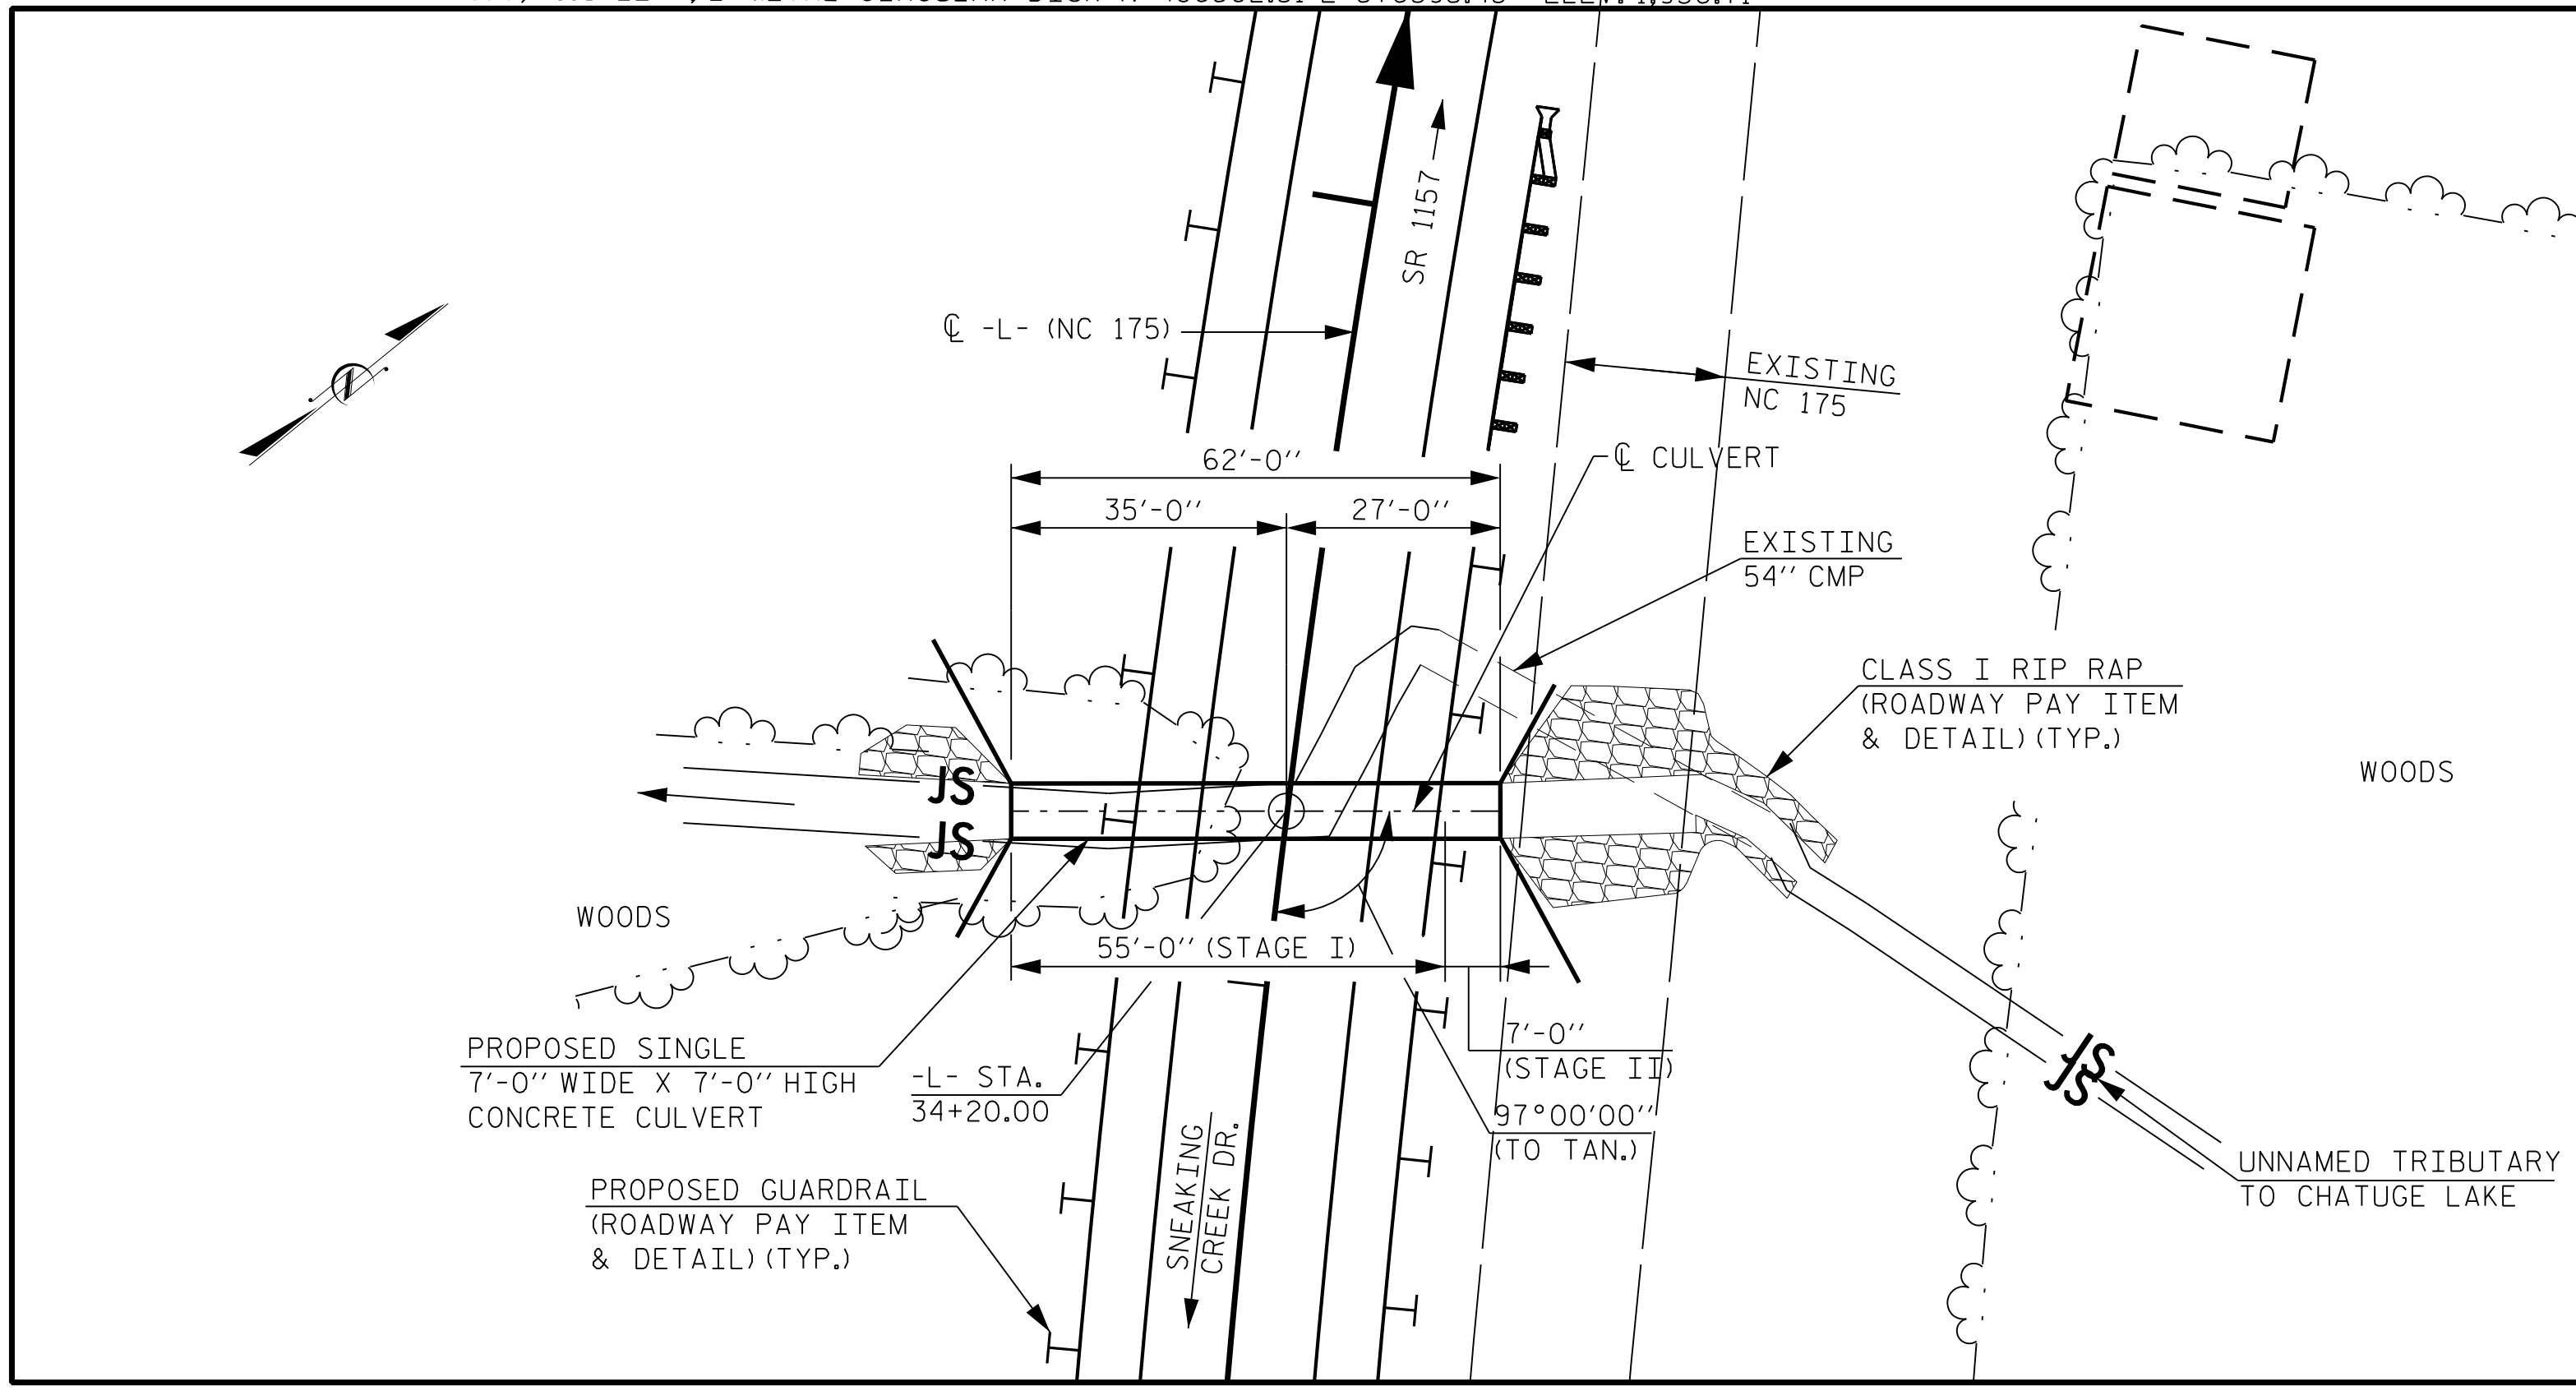 SR 1157
℄ -L- (NC 175)
EXISTING
NC 175
62'-0''
℄ CULVERT
35'-0''
27'-0''
EXISTING
54'' CMP
CLASS I RIP RAP
(ROADWAY PAY ITEM
& DETAIL)(TYP.)
WOODS
JS
JS
WOODS
55'-0'' (STAGE I)
7'-0''
(STAGE II)
PROPOSED SINGLE
7'-0'' WIDE X 7'-0'' HIGH
CONCRETE CULVERT
-L- STA.
34+20.00
97°00'00''
(TO TAN.)
JS
JS
SNEAKING
CREEK DR.
UNNAMED TRIBUTARY
TO CHATUGE LAKE
PROPOSED GUARDRAIL
(ROADWAY PAY ITEM
& DETAIL)(TYP.)